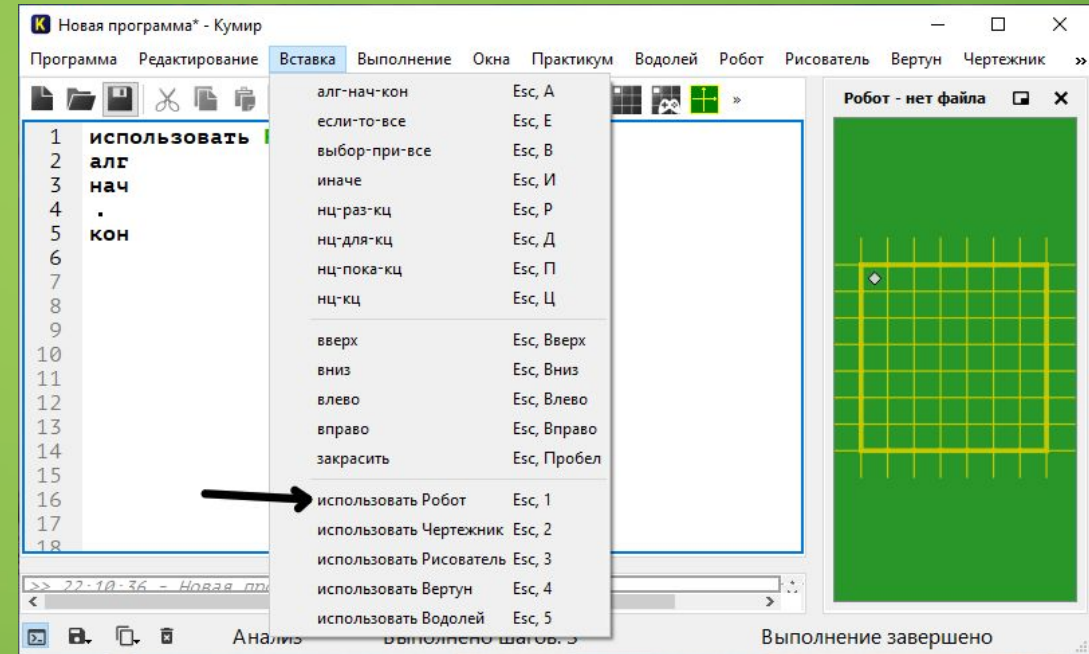 Новая программа* - Кумир
Программа Редактирование Вставка Выполнение Окна Практикум Водолей Робот Рисователь Вертун Чертежник »
»
Робот - нет файла
1 использовать
2 алг
3 нач
4 .
5 кон
6
7
8
9
10
11
12
13
14
15
16
17
18
алг-нач-кон Esc, А
если-то-все Esc, Е
выбор-при-все Esc, В
иначе Esc, И
нц-раз-кц Esc, Р
нц-для-кц Esc, Д
нц-пока-кц Esc, П
нц-кц Esc, Ц
вверх Esc, Вверх
вниз Esc, Вниз
влево Esc, Влево
вправо Esc, Вправо
закрасить Esc, Пробел
использовать Робот Esc, 1
использовать Чертежник Esc, 2
использовать Рисователь Esc, 3
использовать Вертун Esc, 4
использовать Водолей Esc, 5
>> 22:10:36 - Новая
Анализ Выполнено шагов: 3 Выполнение завершено